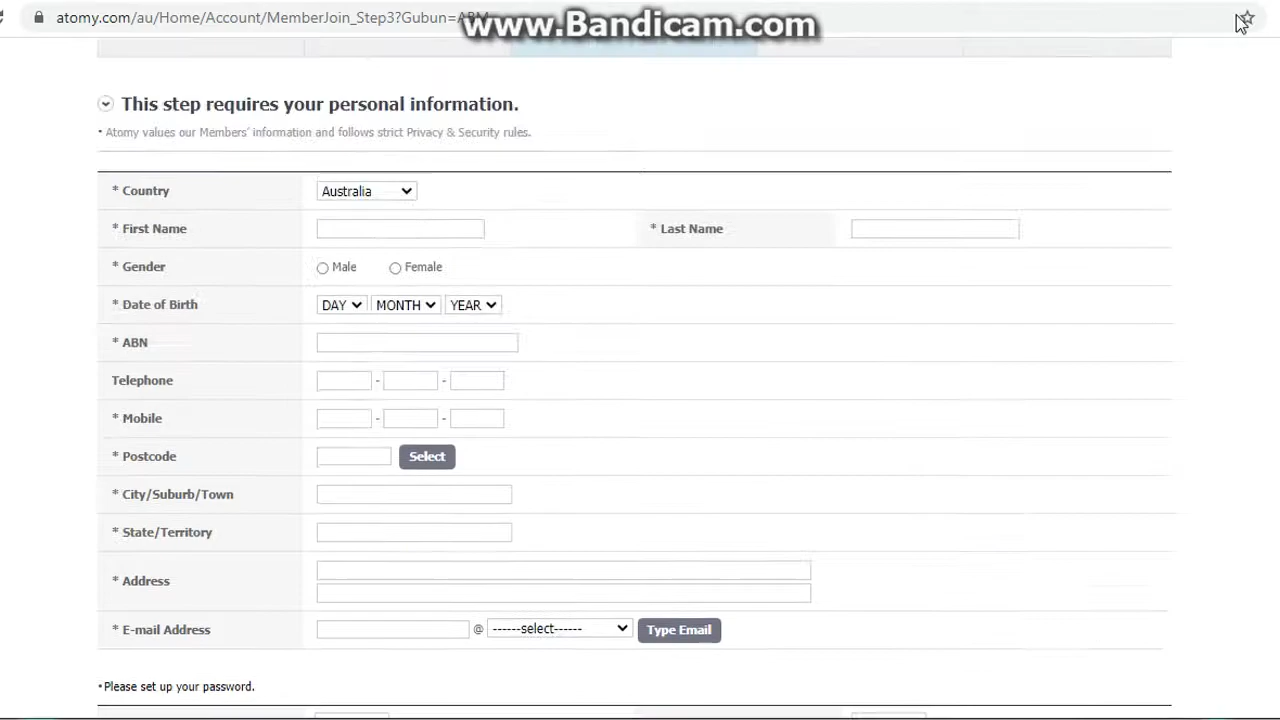 atomy.com/au/Home/Account/MemberJoin_Step3?Gubun=ABM
www.Bandicam.com
This step requires your personal information.
• Atomy values our Members' information and follows strict Privacy & Security rules.
* Country Australia
* First Name * Last Name
* Gender Male Female
* Date of Birth DAY MONTH YEAR
* ABN
Telephone - -
* Mobile - -
* Postcode Select
* City/Suburb/Town
* State/Territory
* Address
* E-mail Address @ ------select------ Type Email
•Please set up your password.